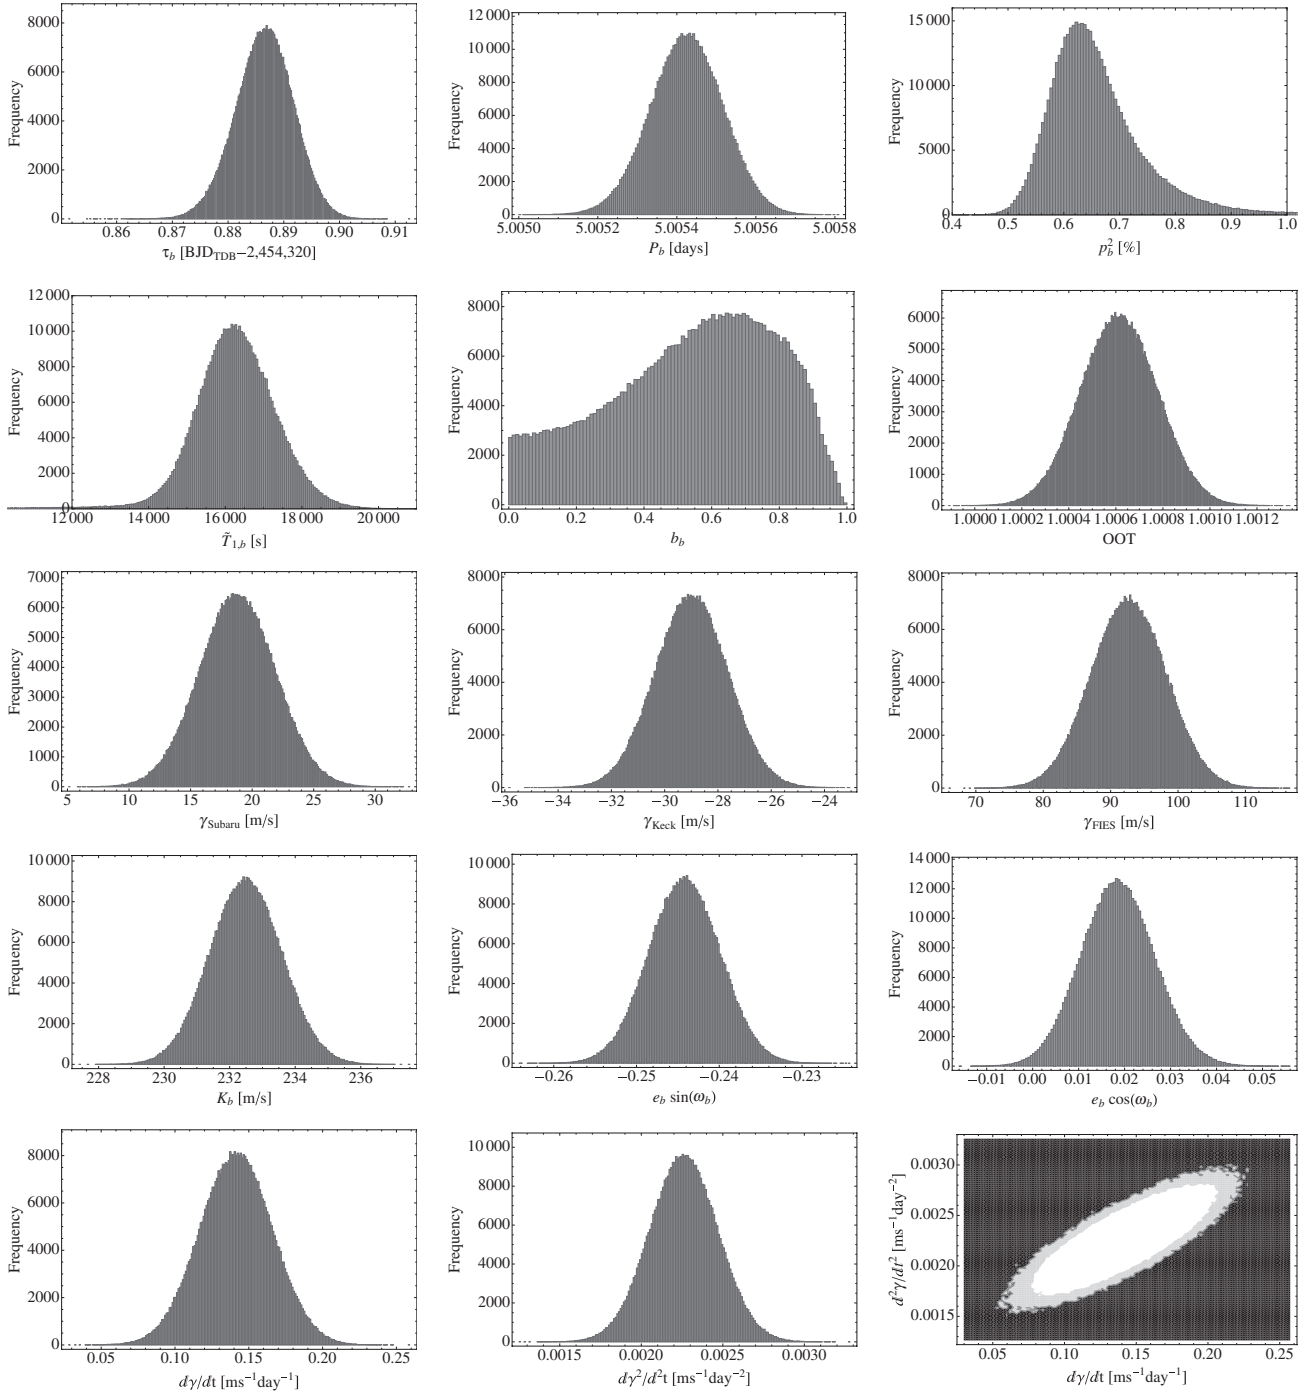 Frequency
8000
6000
4000
2000
0
0.86 0.87 0.88 0.89 0.90 0.91
τ_b [BJD_TDB−2,454,320]
Frequency
12 000
10 000
8000
6000
4000
2000
0
5.0050 5.0052 5.0054 5.0056 5.0058
P_b [days]
Frequency
15 000
10 000
5000
0
0.4 0.5 0.6 0.7 0.8 0.9 1.0
p_b^2 [%]
Frequency
12 000
10 000
8000
6000
4000
2000
0
12 000 14 000 16 000 18 000 20 000
T̃_1,b [s]
Frequency
8000
6000
4000
2000
0
0.0 0.2 0.4 0.6 0.8 1.0
b_b
Frequency
6000
5000
4000
3000
2000
1000
0
1.0000 1.0002 1.0004 1.0006 1.0008 1.0010 1.0012
OOT
Frequency
7000
6000
5000
4000
3000
2000
1000
0
5 10 15 20 25 30
γ_Subaru [m/s]
Frequency
8000
6000
4000
2000
0
−36 −34 −32 −30 −28 −26 −24
γ_Keck [m/s]
Frequency
8000
6000
4000
2000
0
70 80 90 100 110
γ_FIES [m/s]
Frequency
10 000
8000
6000
4000
2000
0
228 230 232 234 236
K_b [m/s]
Frequency
10 000
8000
6000
4000
2000
0
−0.26 −0.25 −0.24 −0.23
e_b sin(ω_b)
Frequency
14 000
12 000
10 000
8000
6000
4000
2000
0
−0.01 0.00 0.01 0.02 0.03 0.04 0.05
e_b cos(ω_b)
Frequency
8000
6000
4000
2000
0
0.05 0.10 0.15 0.20 0.25
dγ/dt [ms⁻¹day⁻¹]
Frequency
10 000
8000
6000
4000
2000
0
0.0015 0.0020 0.0025 0.0030
dγ²/d²t [ms⁻¹day⁻²]
d²γ/dt² [ms⁻¹day⁻²]
0.0030
0.0025
0.0020
0.0015
0.05 0.10 0.15 0.20 0.25
dγ/dt [ms⁻¹day⁻¹]